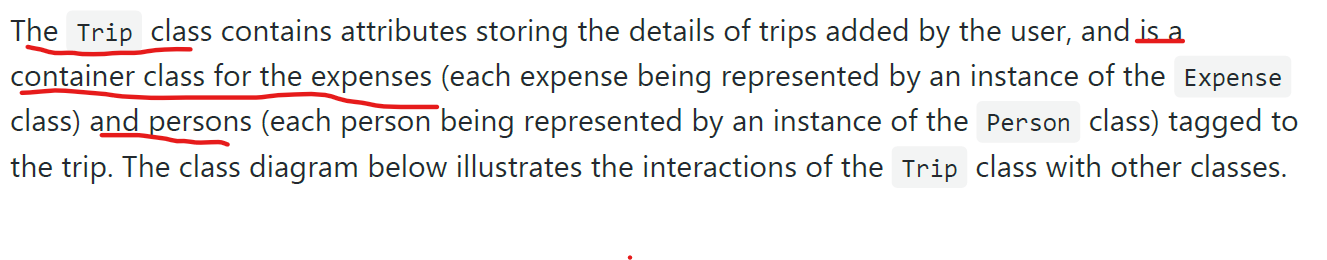 The Trip class contains attributes storing the details of trips added by the user, and is a
container class for the expenses (each expense being represented by an instance of the Expense
class) and persons (each person being represented by an instance of the Person class) tagged to
the trip. The class diagram below illustrates the interactions of the Trip class with other classes.